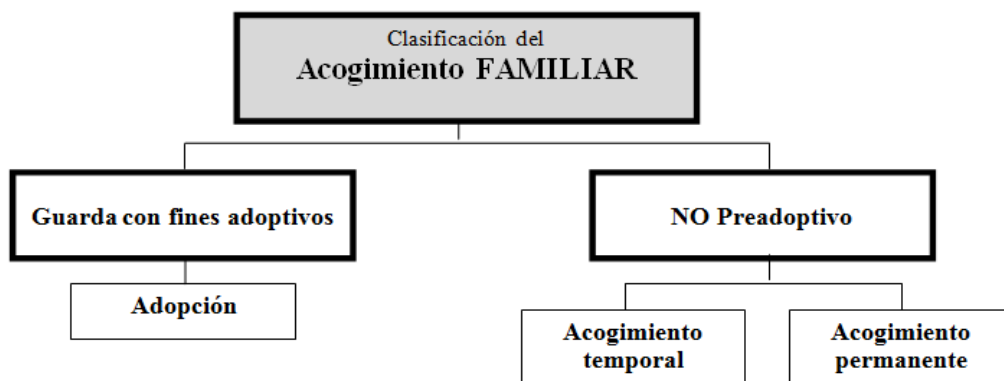 Clasificación del
Acogimiento FAMILIAR
Guarda con fines adoptivos
NO Preadoptivo
Adopción
Acogimiento
temporal
Acogimiento
permanente